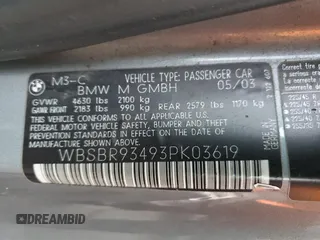 M3-C VEHICLE TYPE: PASSENGER CAR
BMW M GMBH 05/03
GVWR 4630 lbs 2100 kg
GAWR FRONT 2183 lbs 990 kg REAR 2579 lbs 1170 kg
THIS VEHICLE CONFORMS TO ALL APPLICABLE
FEDERAL MOTOR VEHICLE
SAFETY, BUMPER AND THEFT PREVENTION
STANDARDS IN EFFECT ON THE DATE OF
MANUFACTURE SHOWN ABOVE.
WBSBR93493PK03619
DREAMBID